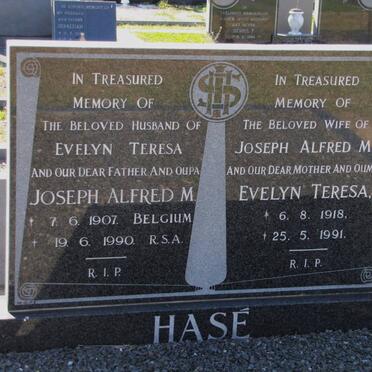 IN TREASURED
MEMORY OF
THE BELOVED HUSBAND OF
EVELYN TERESA
AND OUR DEAR FATHER AND OUPA
JOSEPH ALFRED M.
7. 6. 1907. BELGIUM
† 19. 6. 1990. R.S.A.
R. I. P.
IHS
IN TREASURED
MEMORY OF
THE BELOVED WIFE OF
JOSEPH ALFRED M
AND OUR DEAR MOTHER AND OUM
EVELYN TERESA,
6. 8. 1918,
† 25. 5. 1991.
R. I. P.
HASÉ